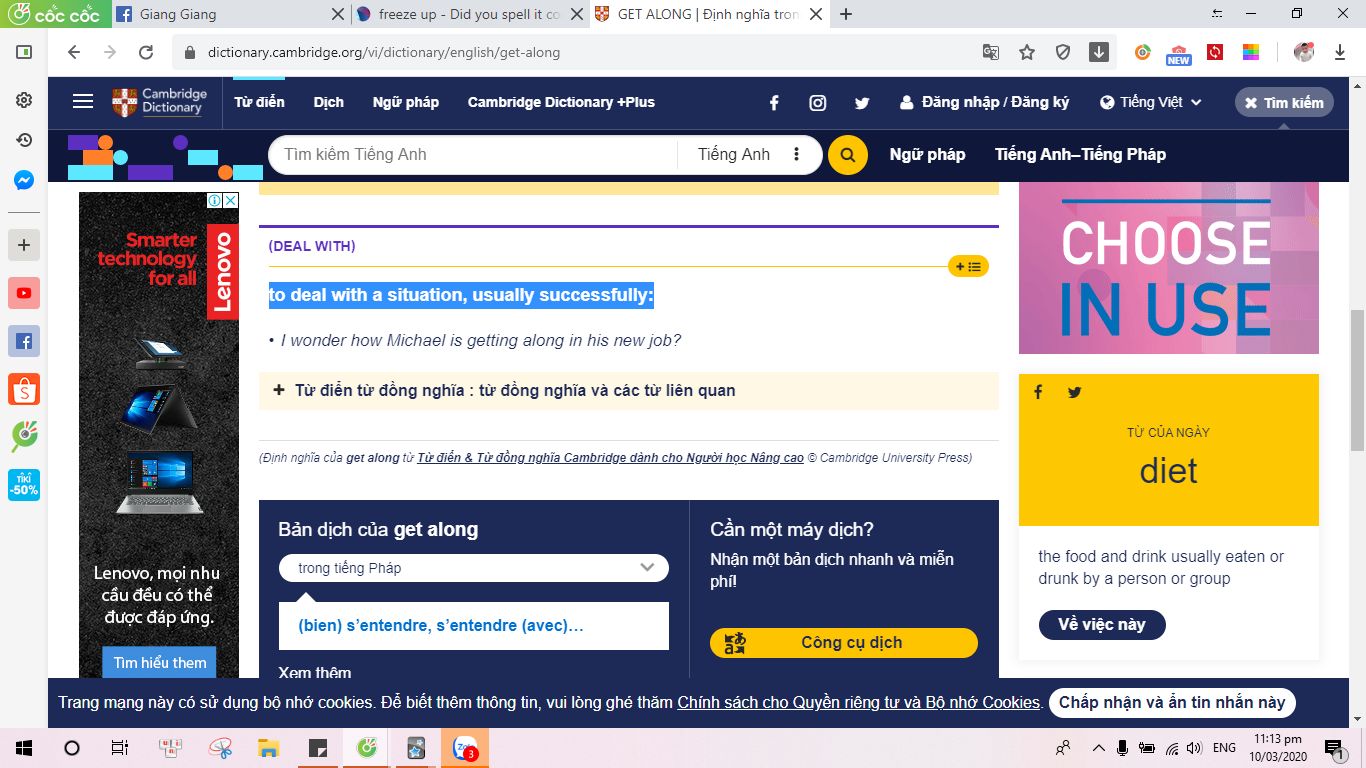 cốc cốc
Giang Giang
freeze up - Did you spell it co
GET ALONG | Định nghĩa tron
dictionary.cambridge.org/vi/dictionary/english/get-along
NEW
Cambridge
Dictionary
Từ điển
Dịch
Ngữ pháp
Cambridge Dictionary +Plus
Đăng nhập / Đăng ký
Tiếng Việt
Tìm kiếm
Tìm kiếm Tiếng Anh
Tiếng Anh
Ngữ pháp
Tiếng Anh–Tiếng Pháp
Smarter
technology
for all
Lenovo
Lenovo, mọi nhu
cầu đều có thể
được đáp ứng.
Tìm hiểu thêm
TIKI
-50%
(DEAL WITH)
to deal with a situation, usually successfully:
• I wonder how Michael is getting along in his new job?
+ Từ điển từ đồng nghĩa : từ đồng nghĩa và các từ liên quan
(Định nghĩa của get along từ Từ điển & Từ đồng nghĩa Cambridge dành cho Người học Nâng cao © Cambridge University Press)
Bản dịch của get along
trong tiếng Pháp
(bien) s’entendre, s’entendre (avec)…
Xem thêm
Cần một máy dịch?
Nhận một bản dịch nhanh và miễn
phí!
Công cụ dịch
CHOOSE
IN USE
TỪ CỦA NGÀY
diet
the food and drink usually eaten or
drunk by a person or group
Về việc này
Trang mạng này có sử dụng bộ nhớ cookies. Để biết thêm thông tin, vui lòng ghé thăm Chính sách cho Quyền riêng tư và Bộ nhớ Cookies.
Chấp nhận và ẩn tin nhắn này
3
ENG
11:13 pm
10/03/2020
1